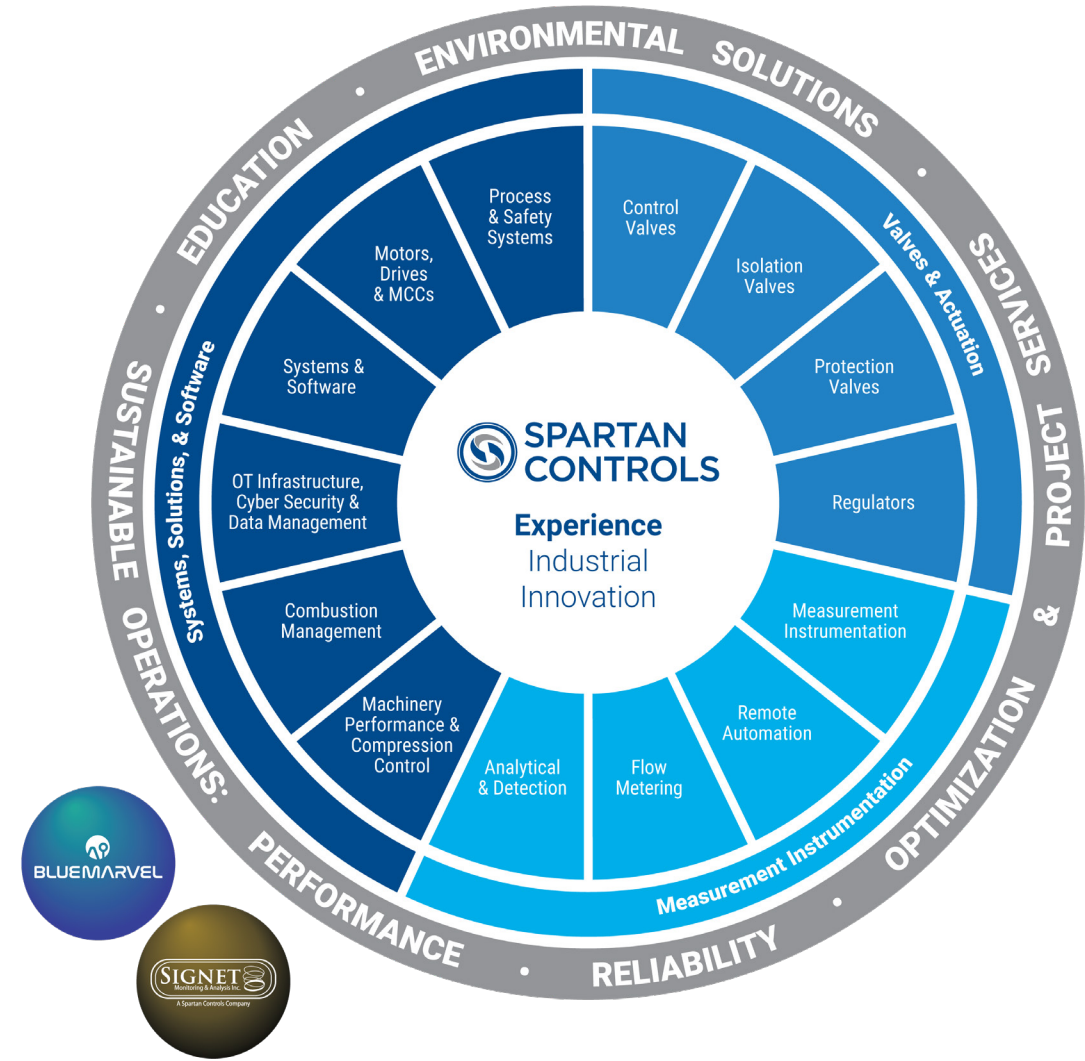 ENVIRONMENTAL SOLUTIONS
•
PROJECT SERVICES
&
OPTIMIZATION
•
RELIABILITY
•
PERFORMANCE
SUSTAINABLE OPERATIONS:
•
EDUCATION
•
Valves & Actuation
Control
Valves
Isolation
Valves
Protection
Valves
Regulators
Measurement Instrumentation
Measurement
Instrumentation
Remote
Automation
Flow
Metering
Analytical
& Detection
Systems, Solutions, & Software
Machinery
Performance &
Compression
Control
Combustion
Management
OT Infrastructure,
Cyber Security &
Data Management
Systems &
Software
Motors,
Drives
& MCCs
Process
& Safety
Systems
SPARTAN
CONTROLS
Experience
Industrial
Innovation
BLUEMARVEL
SIGNET
Monitoring & Analysis Inc.
A Spartan Controls Company